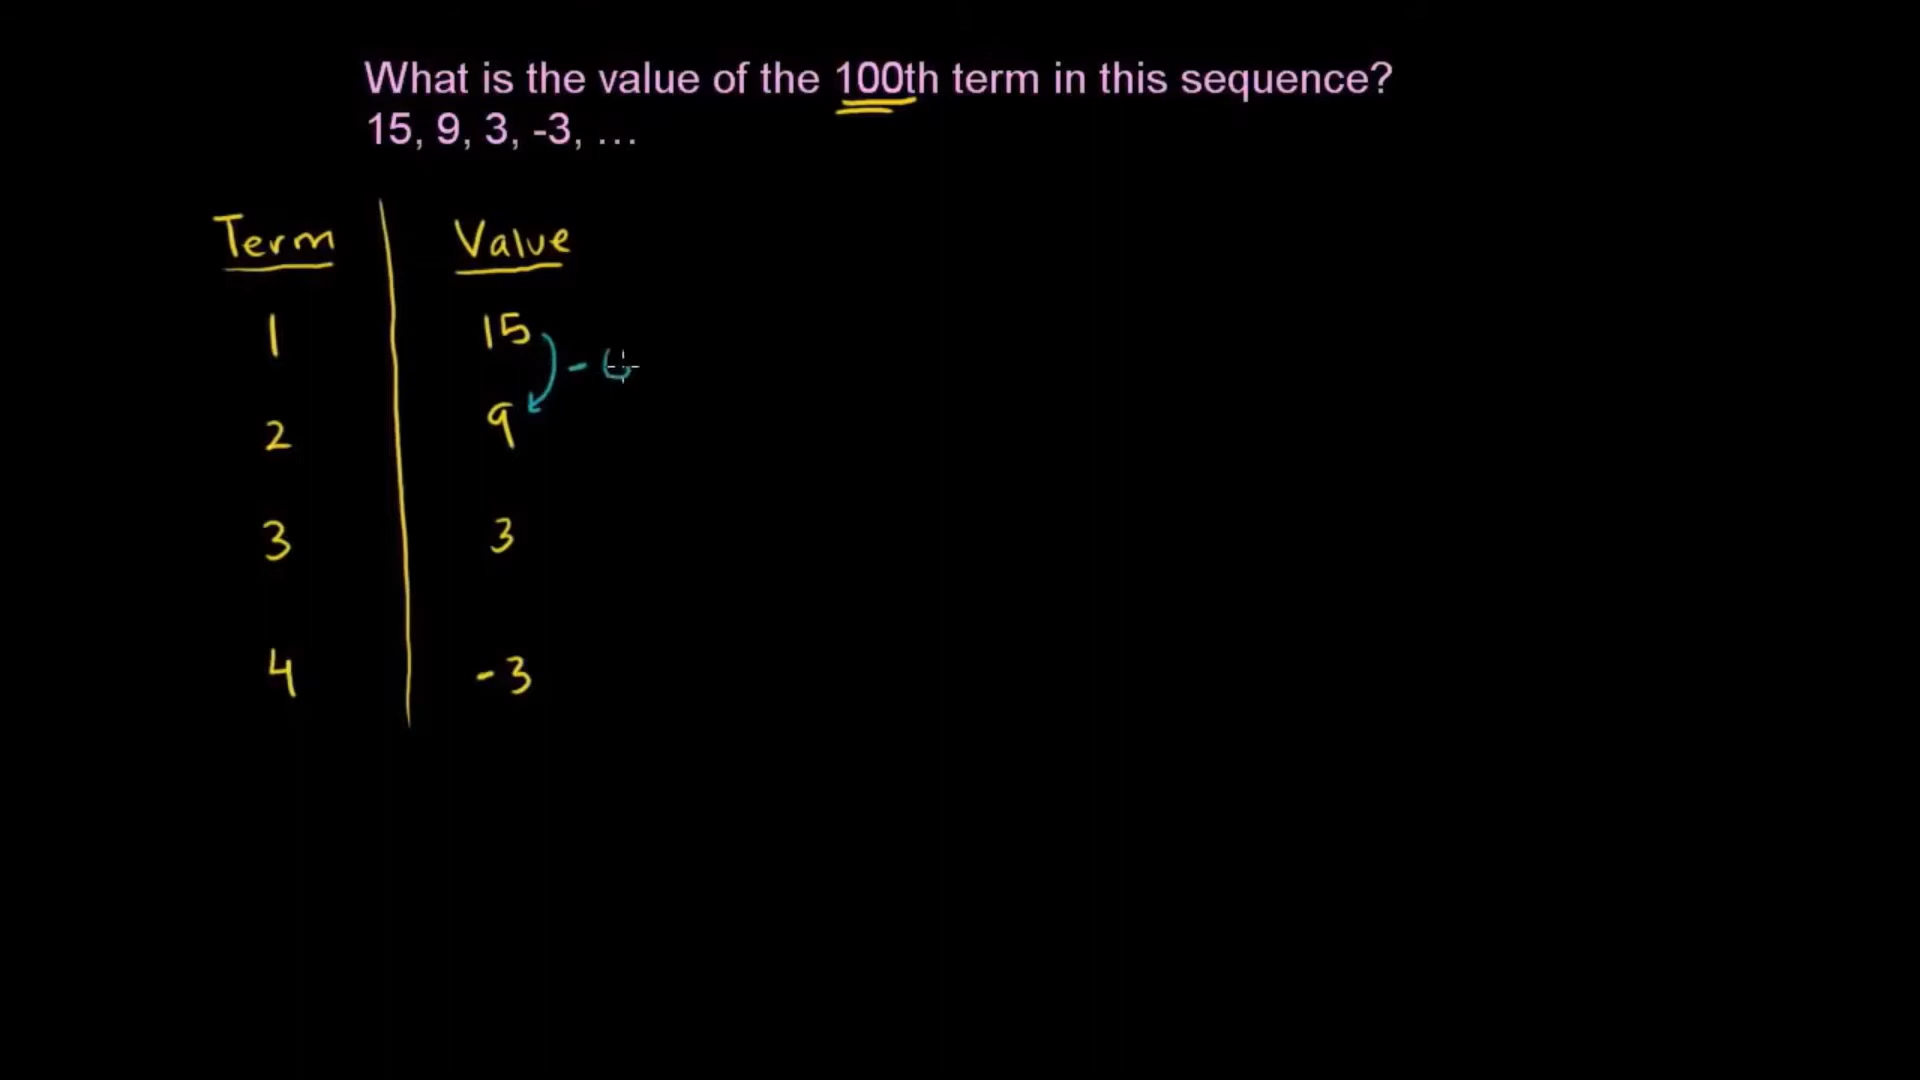 What is the value of the 100th term in this sequence?
15, 9, 3, -3, …
Term Value
1 15
-
2 9
3 3
4 -3